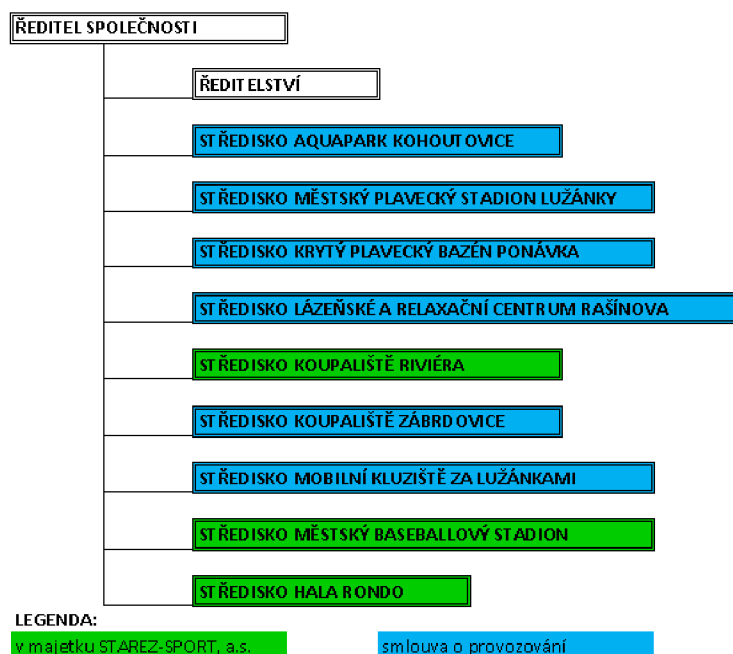 ŘEDITEL SPOLEČNOSTI
ŘEDITELSTVÍ
STŘEDISKO AQUAPARK KOHOUTOVICE
STŘEDISKO MĚSTSKÝ PLAVECKÝ STADION LUŽÁNKY
STŘEDISKO KRYTÝ PLAVECKÝ BAZÉN PONÁVKA
STŘEDISKO LÁZEŇSKÉ A RELAXAČNÍ CENTRUM RAŠÍNOVA
STŘEDISKO KOUPALIŠTĚ RIVIÉRA
STŘEDISKO KOUPALIŠTĚ ZÁBRDOVICE
STŘEDISKO MOBILNÍ KLUZIŠTĚ ZA LUŽÁNKAMI
STŘEDISKO MĚSTSKÝ BASEBALLOVÝ STADION
STŘEDISKO HALA RONDO
LEGENDA:
v majetku STAREZ-SPORT, a.s. smlouva o provozování